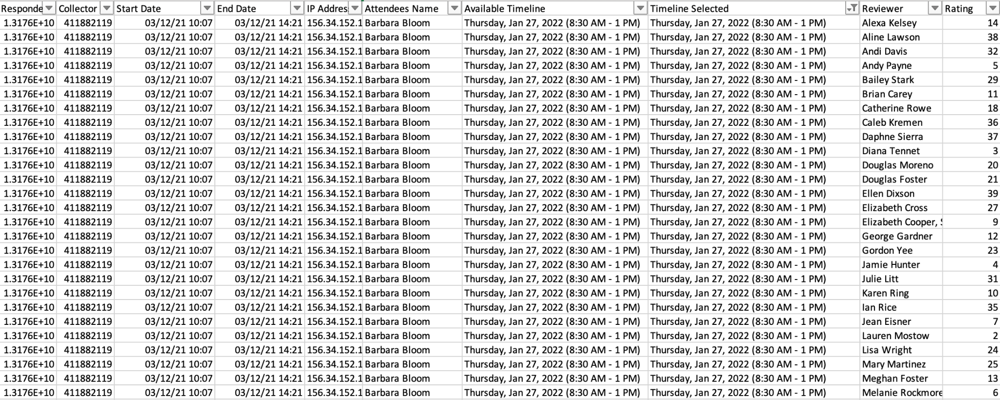 Responde Collector Start Date End Date IP Addres Attendees Name Available Timeline Timeline Selected Reviewer Rating
1.3176E+10 411882119 03/12/21 10:07 03/12/21 14:21 156.34.152.1 Barbara Bloom Thursday, Jan 27, 2022 (8:30 AM - 1 PM) Thursday, Jan 27, 2022 (8:30 AM - 1 PM) Alexa Kelsey 14
1.3176E+10 411882119 03/12/21 10:07 03/12/21 14:21 156.34.152.1 Barbara Bloom Thursday, Jan 27, 2022 (8:30 AM - 1 PM) Thursday, Jan 27, 2022 (8:30 AM - 1 PM) Aline Lawson 38
1.3176E+10 411882119 03/12/21 10:07 03/12/21 14:21 156.34.152.1 Barbara Bloom Thursday, Jan 27, 2022 (8:30 AM - 1 PM) Thursday, Jan 27, 2022 (8:30 AM - 1 PM) Andi Davis 32
1.3176E+10 411882119 03/12/21 10:07 03/12/21 14:21 156.34.152.1 Barbara Bloom Thursday, Jan 27, 2022 (8:30 AM - 1 PM) Thursday, Jan 27, 2022 (8:30 AM - 1 PM) Andy Payne 5
1.3176E+10 411882119 03/12/21 10:07 03/12/21 14:21 156.34.152.1 Barbara Bloom Thursday, Jan 27, 2022 (8:30 AM - 1 PM) Thursday, Jan 27, 2022 (8:30 AM - 1 PM) Bailey Stark 29
1.3176E+10 411882119 03/12/21 10:07 03/12/21 14:21 156.34.152.1 Barbara Bloom Thursday, Jan 27, 2022 (8:30 AM - 1 PM) Thursday, Jan 27, 2022 (8:30 AM - 1 PM) Brian Carey 11
1.3176E+10 411882119 03/12/21 10:07 03/12/21 14:21 156.34.152.1 Barbara Bloom Thursday, Jan 27, 2022 (8:30 AM - 1 PM) Thursday, Jan 27, 2022 (8:30 AM - 1 PM) Catherine Rowe 18
1.3176E+10 411882119 03/12/21 10:07 03/12/21 14:21 156.34.152.1 Barbara Bloom Thursday, Jan 27, 2022 (8:30 AM - 1 PM) Thursday, Jan 27, 2022 (8:30 AM - 1 PM) Caleb Kremen 36
1.3176E+10 411882119 03/12/21 10:07 03/12/21 14:21 156.34.152.1 Barbara Bloom Thursday, Jan 27, 2022 (8:30 AM - 1 PM) Thursday, Jan 27, 2022 (8:30 AM - 1 PM) Daphne Sierra 37
1.3176E+10 411882119 03/12/21 10:07 03/12/21 14:21 156.34.152.1 Barbara Bloom Thursday, Jan 27, 2022 (8:30 AM - 1 PM) Thursday, Jan 27, 2022 (8:30 AM - 1 PM) Diana Tennet 3
1.3176E+10 411882119 03/12/21 10:07 03/12/21 14:21 156.34.152.1 Barbara Bloom Thursday, Jan 27, 2022 (8:30 AM - 1 PM) Thursday, Jan 27, 2022 (8:30 AM - 1 PM) Douglas Moreno 20
1.3176E+10 411882119 03/12/21 10:07 03/12/21 14:21 156.34.152.1 Barbara Bloom Thursday, Jan 27, 2022 (8:30 AM - 1 PM) Thursday, Jan 27, 2022 (8:30 AM - 1 PM) Douglas Foster 21
1.3176E+10 411882119 03/12/21 10:07 03/12/21 14:21 156.34.152.1 Barbara Bloom Thursday, Jan 27, 2022 (8:30 AM - 1 PM) Thursday, Jan 27, 2022 (8:30 AM - 1 PM) Ellen Dixson 39
1.3176E+10 411882119 03/12/21 10:07 03/12/21 14:21 156.34.152.1 Barbara Bloom Thursday, Jan 27, 2022 (8:30 AM - 1 PM) Thursday, Jan 27, 2022 (8:30 AM - 1 PM) Elizabeth Cross 27
1.3176E+10 411882119 03/12/21 10:07 03/12/21 14:21 156.34.152.1 Barbara Bloom Thursday, Jan 27, 2022 (8:30 AM - 1 PM) Thursday, Jan 27, 2022 (8:30 AM - 1 PM) Elizabeth Cooper, 9
1.3176E+10 411882119 03/12/21 10:07 03/12/21 14:21 156.34.152.1 Barbara Bloom Thursday, Jan 27, 2022 (8:30 AM - 1 PM) Thursday, Jan 27, 2022 (8:30 AM - 1 PM) George Gardner 12
1.3176E+10 411882119 03/12/21 10:07 03/12/21 14:21 156.34.152.1 Barbara Bloom Thursday, Jan 27, 2022 (8:30 AM - 1 PM) Thursday, Jan 27, 2022 (8:30 AM - 1 PM) Gordon Yee 23
1.3176E+10 411882119 03/12/21 10:07 03/12/21 14:21 156.34.152.1 Barbara Bloom Thursday, Jan 27, 2022 (8:30 AM - 1 PM) Thursday, Jan 27, 2022 (8:30 AM - 1 PM) Jamie Hunter 4
1.3176E+10 411882119 03/12/21 10:07 03/12/21 14:21 156.34.152.1 Barbara Bloom Thursday, Jan 27, 2022 (8:30 AM - 1 PM) Thursday, Jan 27, 2022 (8:30 AM - 1 PM) Julie Litt 31
1.3176E+10 411882119 03/12/21 10:07 03/12/21 14:21 156.34.152.1 Barbara Bloom Thursday, Jan 27, 2022 (8:30 AM - 1 PM) Thursday, Jan 27, 2022 (8:30 AM - 1 PM) Karen Ring 10
1.3176E+10 411882119 03/12/21 10:07 03/12/21 14:21 156.34.152.1 Barbara Bloom Thursday, Jan 27, 2022 (8:30 AM - 1 PM) Thursday, Jan 27, 2022 (8:30 AM - 1 PM) Ian Rice 35
1.3176E+10 411882119 03/12/21 10:07 03/12/21 14:21 156.34.152.1 Barbara Bloom Thursday, Jan 27, 2022 (8:30 AM - 1 PM) Thursday, Jan 27, 2022 (8:30 AM - 1 PM) Jean Eisner 7
1.3176E+10 411882119 03/12/21 10:07 03/12/21 14:21 156.34.152.1 Barbara Bloom Thursday, Jan 27, 2022 (8:30 AM - 1 PM) Thursday, Jan 27, 2022 (8:30 AM - 1 PM) Lauren Mostow 2
1.3176E+10 411882119 03/12/21 10:07 03/12/21 14:21 156.34.152.1 Barbara Bloom Thursday, Jan 27, 2022 (8:30 AM - 1 PM) Thursday, Jan 27, 2022 (8:30 AM - 1 PM) Lisa Wright 24
1.3176E+10 411882119 03/12/21 10:07 03/12/21 14:21 156.34.152.1 Barbara Bloom Thursday, Jan 27, 2022 (8:30 AM - 1 PM) Thursday, Jan 27, 2022 (8:30 AM - 1 PM) Mary Martinez 25
1.3176E+10 411882119 03/12/21 10:07 03/12/21 14:21 156.34.152.1 Barbara Bloom Thursday, Jan 27, 2022 (8:30 AM - 1 PM) Thursday, Jan 27, 2022 (8:30 AM - 1 PM) Meghan Foster 13
1.3176E+10 411882119 03/12/21 10:07 03/12/21 14:21 156.34.152.1 Barbara Bloom Thursday, Jan 27, 2022 (8:30 AM - 1 PM) Thursday, Jan 27, 2022 (8:30 AM - 1 PM) Melanie Rockmore 6